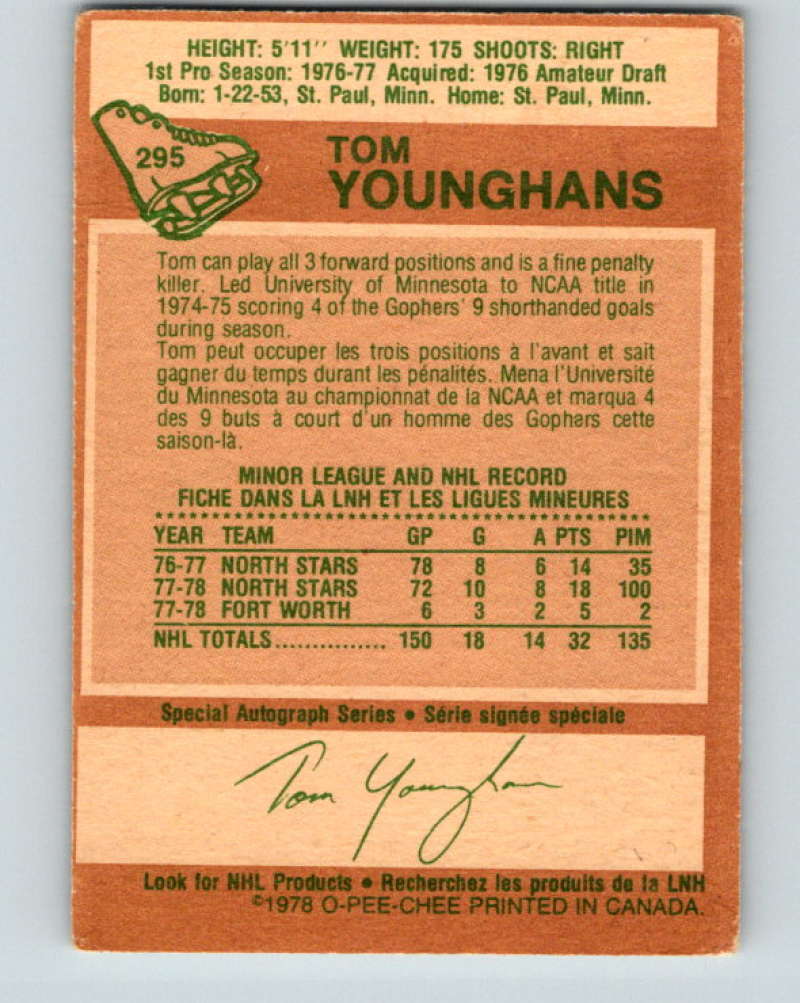 HEIGHT: 5'11'' WEIGHT: 175 SHOOTS: RIGHT
1st Pro Season: 1976-77 Acquired: 1976 Amateur Draft
Born: 1-22-53, St. Paul, Minn. Home: St. Paul, Minn.
295
TOM
YOUNGHANS
Tom can play all 3 forward positions and is a fine penalty
killer. Led University of Minnesota to NCAA title in
1974-75 scoring 4 of the Gophers' 9 shorthanded goals
during season.
Tom peut occuper les trois positions à l'avant et sait
gagner du temps durant les pénalités. Mena l'Université
du Minnesota au championnat de la NCAA et marqua 4
des 9 buts à court d'un homme des Gophers cette
saison-là.
MINOR LEAGUE AND NHL RECORD
FICHE DANS LA LNH ET LES LIGUES MINEURES
YEAR TEAM GP G A PTS PIM
76-77 NORTH STARS 78 8 6 14 35
77-78 NORTH STARS 72 10 8 18 100
77-78 FORT WORTH 6 3 2 5 2
NHL TOTALS............... 150 18 14 32 135
Special Autograph Series • Série signée spéciale
Tom Younghans
Look for NHL Products • Recherchez les produits de la LNH
©1978 O-PEE-CHEE PRINTED IN CANADA.